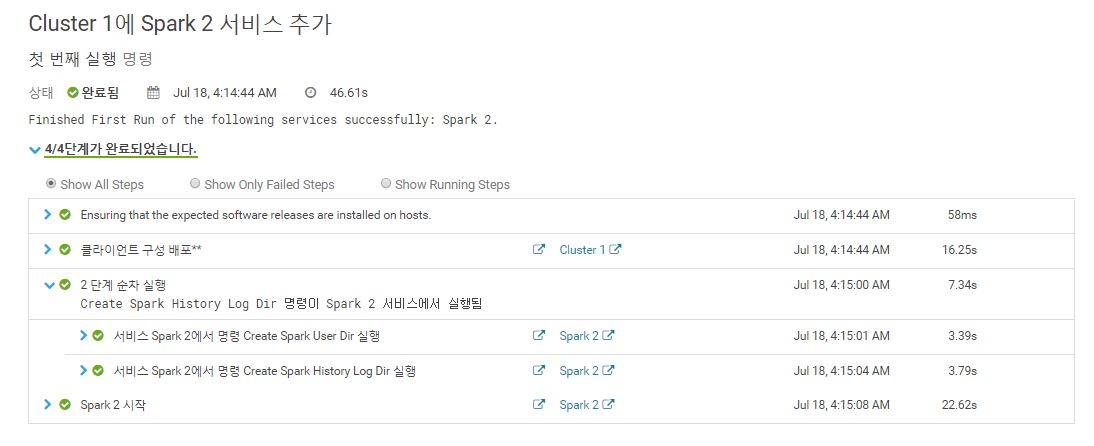 Cluster 1에 Spark 2 서비스 추가
첫 번째 실행 명령
상태 완료됨 Jul 18, 4:14:44 AM 46.61s
Finished First Run of the following services successfully: Spark 2.
4/4단계가 완료되었습니다.
Show All Steps Show Only Failed Steps Show Running Steps
Ensuring that the expected software releases are installed on hosts. Jul 18, 4:14:44 AM 58ms
클라이언트 구성 배포** Cluster 1 Jul 18, 4:14:44 AM 16.25s
2 단계 순차 실행 Jul 18, 4:15:00 AM 7.34s
Create Spark History Log Dir 명령이 Spark 2 서비스에서 실행됨
서비스 Spark 2에서 명령 Create Spark User Dir 실행 Spark 2 Jul 18, 4:15:01 AM 3.39s
서비스 Spark 2에서 명령 Create Spark History Log Dir 실행 Spark 2 Jul 18, 4:15:04 AM 3.79s
Spark 2 시작 Spark 2 Jul 18, 4:15:08 AM 22.62s